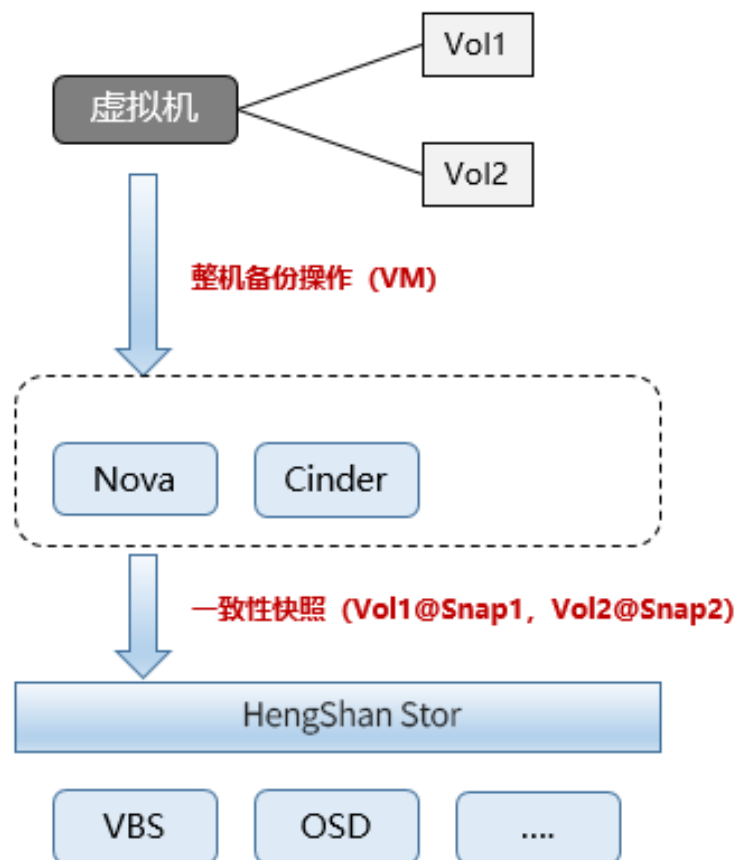 Vol1
虚拟机
Vol2
整机备份操作（VM)
Nova
Cinder
一致性快照（Vol1@Snap1，Vol2@Snap2)
HengShan Stor
VBS
OSD
....